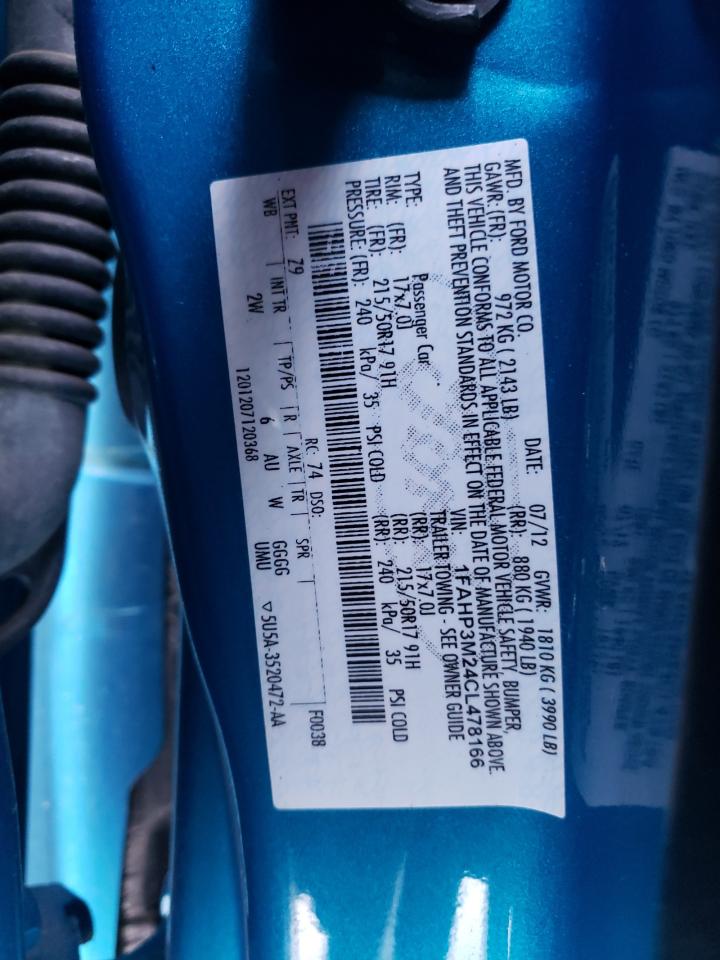 MFD. BY FORD MOTOR CO.
DATE: 07/12 GVWR: 1810 KG ( 3990 LB)
GAWR: (FR): 972 KG ( 2143 LB) (RR): 880 KG ( 1940 LB)
THIS VEHICLE CONFORMS TO ALL APPLICABLE FEDERAL MOTOR VEHICLE SAFETY, BUMPER,
AND THEFT PREVENTION STANDARDS IN EFFECT ON THE DATE OF MANUFACTURE SHOWN ABOVE.
VIN: 1FAHP3M24CL478166
TYPE: Passenger Car TRAILER TOWING - SEE OWNER GUIDE
RIM: (FR): 17x7.0J (RR): 17x7.0J
TIRE: (FR): 215/50R17 91H (RR): 215/50R17 91H
PRESSURE: (FR): 240 kPa/ 35 PSI COLD (RR): 240 kPa/ 35 PSI COLD
EXT PNT: Z9 RC: 74 DSO: F0038
WB INT TR TP/PS R AXLE TR SPR
2W 6 AU W GGGG
UMU
1201207120368 ▽5U5A-3520472-AA